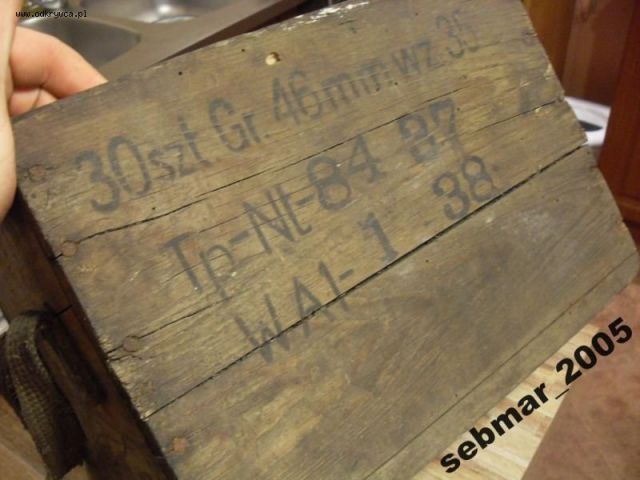 www.odkrywca.pl
30szt. Gr. 46mm wz 36
Tp-Nt-84 37
WA1-1-38
sebmar_2005